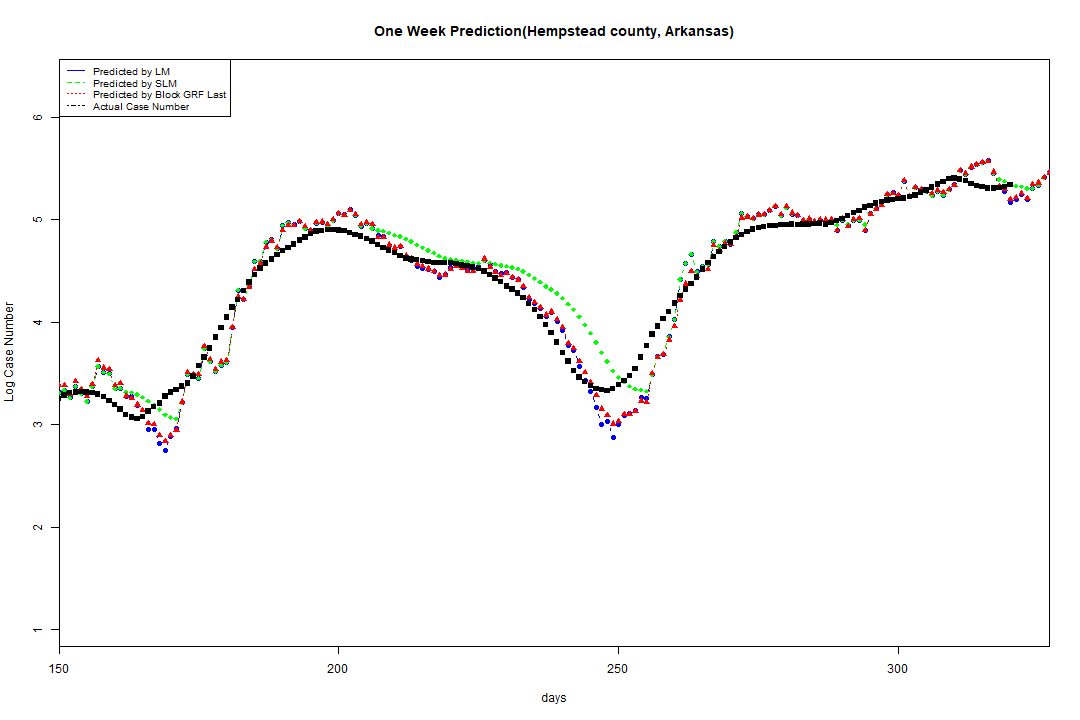 One Week Prediction(Hempstead county, Arkansas)
Predicted by LM
Predicted by SLM
Predicted by Block GRF Last
Actual Case Number
6
5
4
3
2
1
Log Case Number
150 200 250 300
days